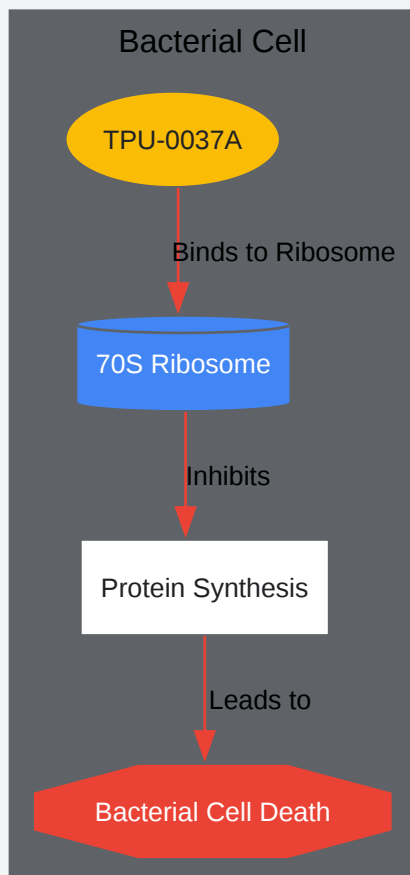 Bacterial Cell
TPU-0037A
Binds to Ribosome
70S Ribosome
Inhibits
Protein Synthesis
Leads to
Bacterial Cell Death